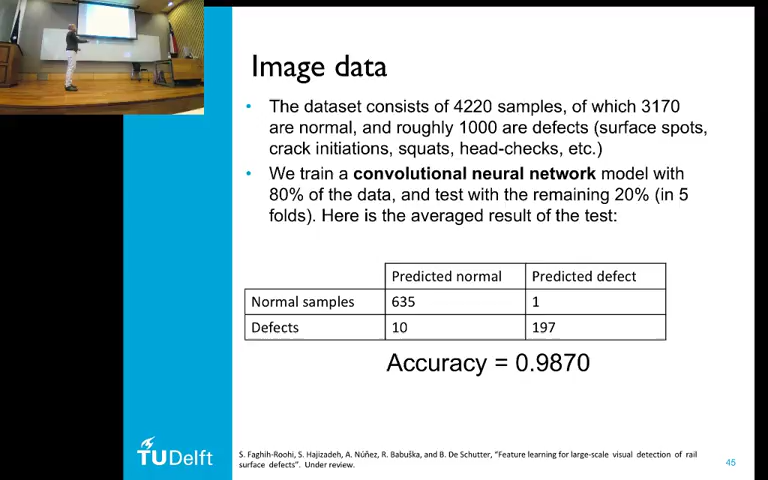 Image data
• The dataset consists of 4220 samples, of which 3170
are normal, and roughly 1000 are defects (surface spots,
crack initiations, squats, head-checks, etc.)
• We train a convolutional neural network model with
80% of the data, and test with the remaining 20% (in 5
folds). Here is the averaged result of the test:
Predicted normal Predicted defect
Normal samples 635 1
Defects 10 197
Accuracy = 0.9870
TUDelft
S. Faghih-Roohi, S. Hajizadeh, A. Núñez, R. Babuška, and B. De Schutter, "Feature learning for large-scale visual detection of rail
surface defects". Under review.
45